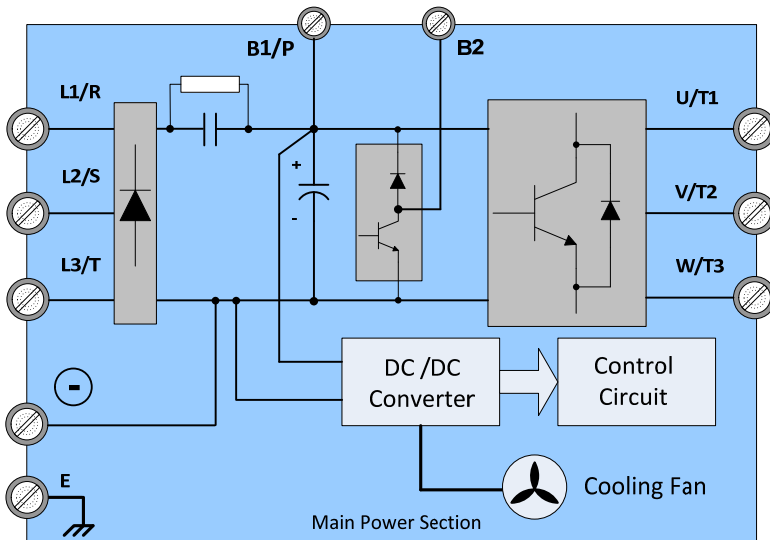 B1/P
B2
L1/R
U/T1
L2/S
+
-
V/T2
L3/T
W/T3
-
DC /DC
Converter
Control
Circuit
E
Cooling Fan
Main Power Section